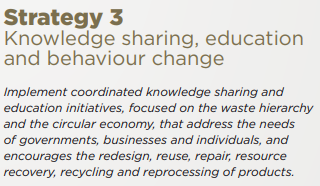 Strategy 3
Knowledge sharing, education
and behaviour change
Implement coordinated knowledge sharing and
education initiatives, focused on the waste hierarchy
and the circular economy, that address the needs
of governments, businesses and individuals, and
encourages the redesign, reuse, repair, resource
recovery, recycling and reprocessing of products.